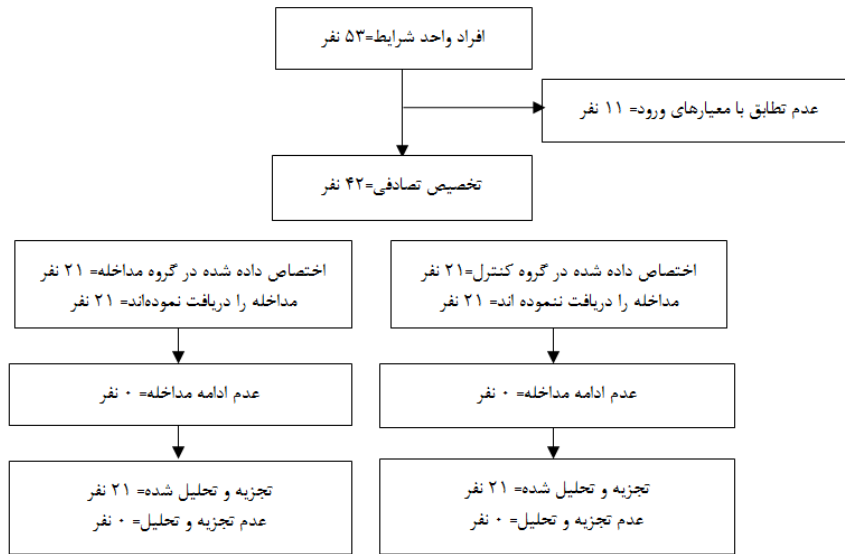 افراد واحد شرایط=۵۳ نفر
عدم تطابق با معیارهای ورود= ۱۱ نفر
تخصیص تصادفی=۴۲ نفر
اختصاص داده شده در گروه کنترل=۲۱ نفر
مداخله را دریافت ننموده اند= ۲۱ نفر
اختصاص داده شده در گروه مداخله= ۲۱ نفر
مداخله را دریافت نموده‌اند= ۲۱ نفر
عدم ادامه مداخله= ۰ نفر
عدم ادامه مداخله= ۰ نفر
تجزیه و تحلیل شده= ۲۱ نفر
عدم تجزیه و تحلیل=۰ نفر
تجزیه و تحلیل شده= ۲۱ نفر
عدم تجزیه و تحلیل=۰ نفر